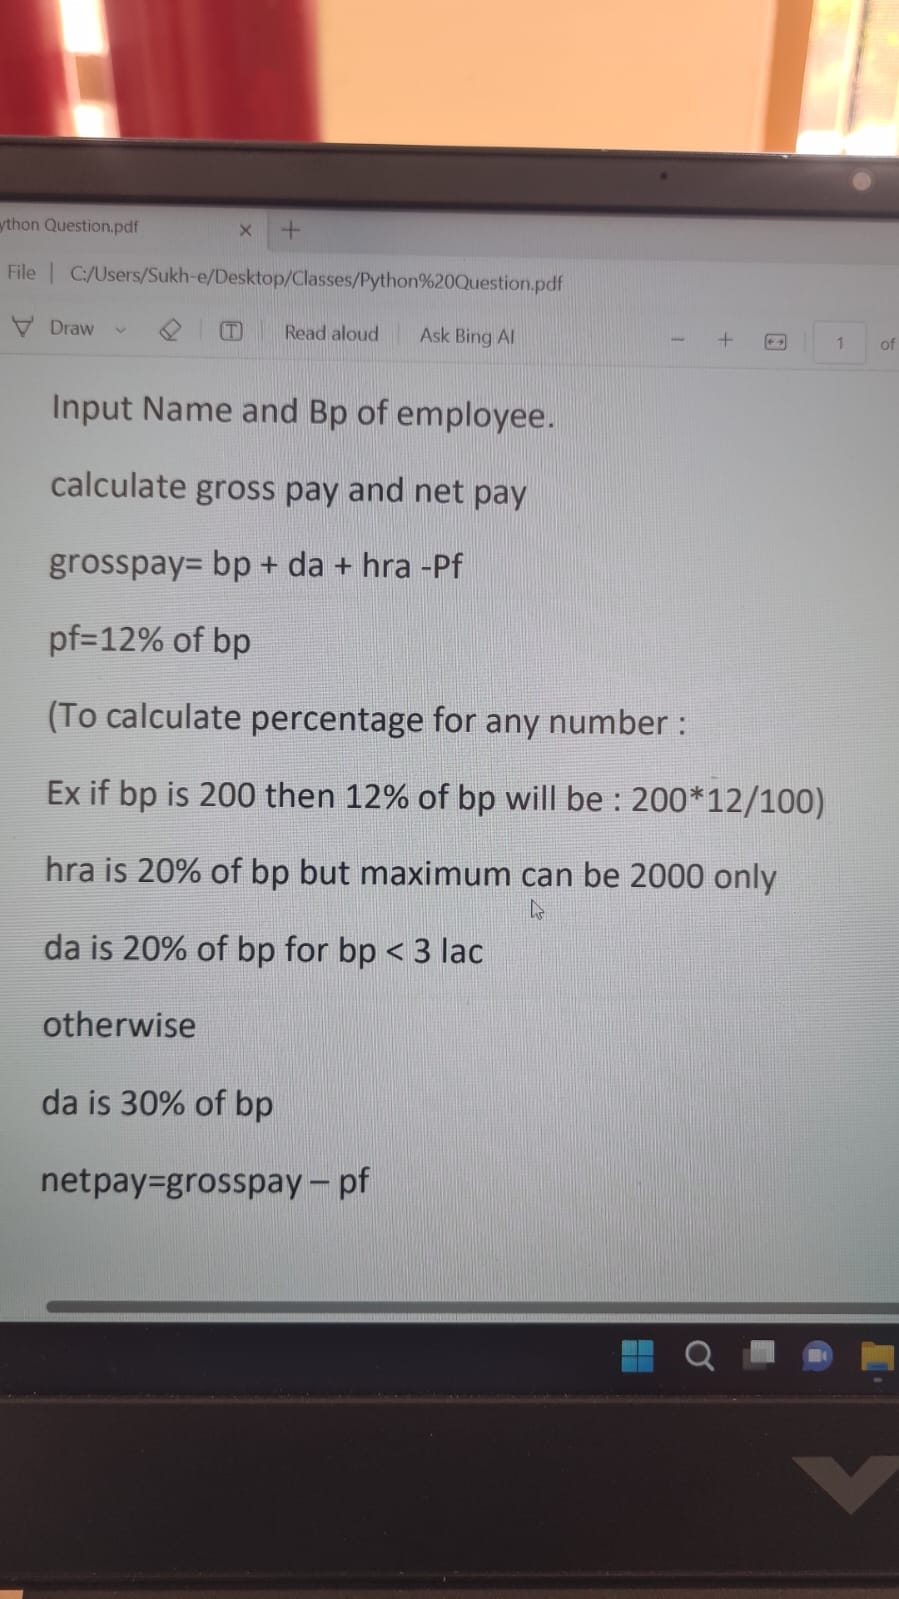 ython Question.pdf
File | C:/Users/Sukh-e/Desktop/Classes/Python%20Question.pdf
Draw Read aloud Ask Bing AI 1 of
Input Name and Bp of employee.
calculate gross pay and net pay
grosspay= bp + da + hra -Pf
pf=12% of bp
(To calculate percentage for any number :
Ex if bp is 200 then 12% of bp will be : 200*12/100)
hra is 20% of bp but maximum can be 2000 only
da is 20% of bp for bp < 3 lac
otherwise
da is 30% of bp
netpay=grosspay – pf